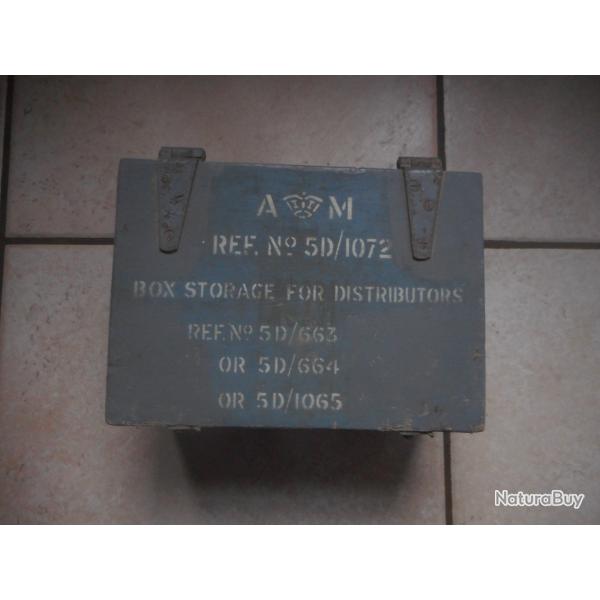 A M
REF. Nº 5D/1072
BOX STORAGE FOR DISTRIBUTORS
REF. Nº 5D/663
OR 5D/664
OR 5D/1065
NaturaBuy